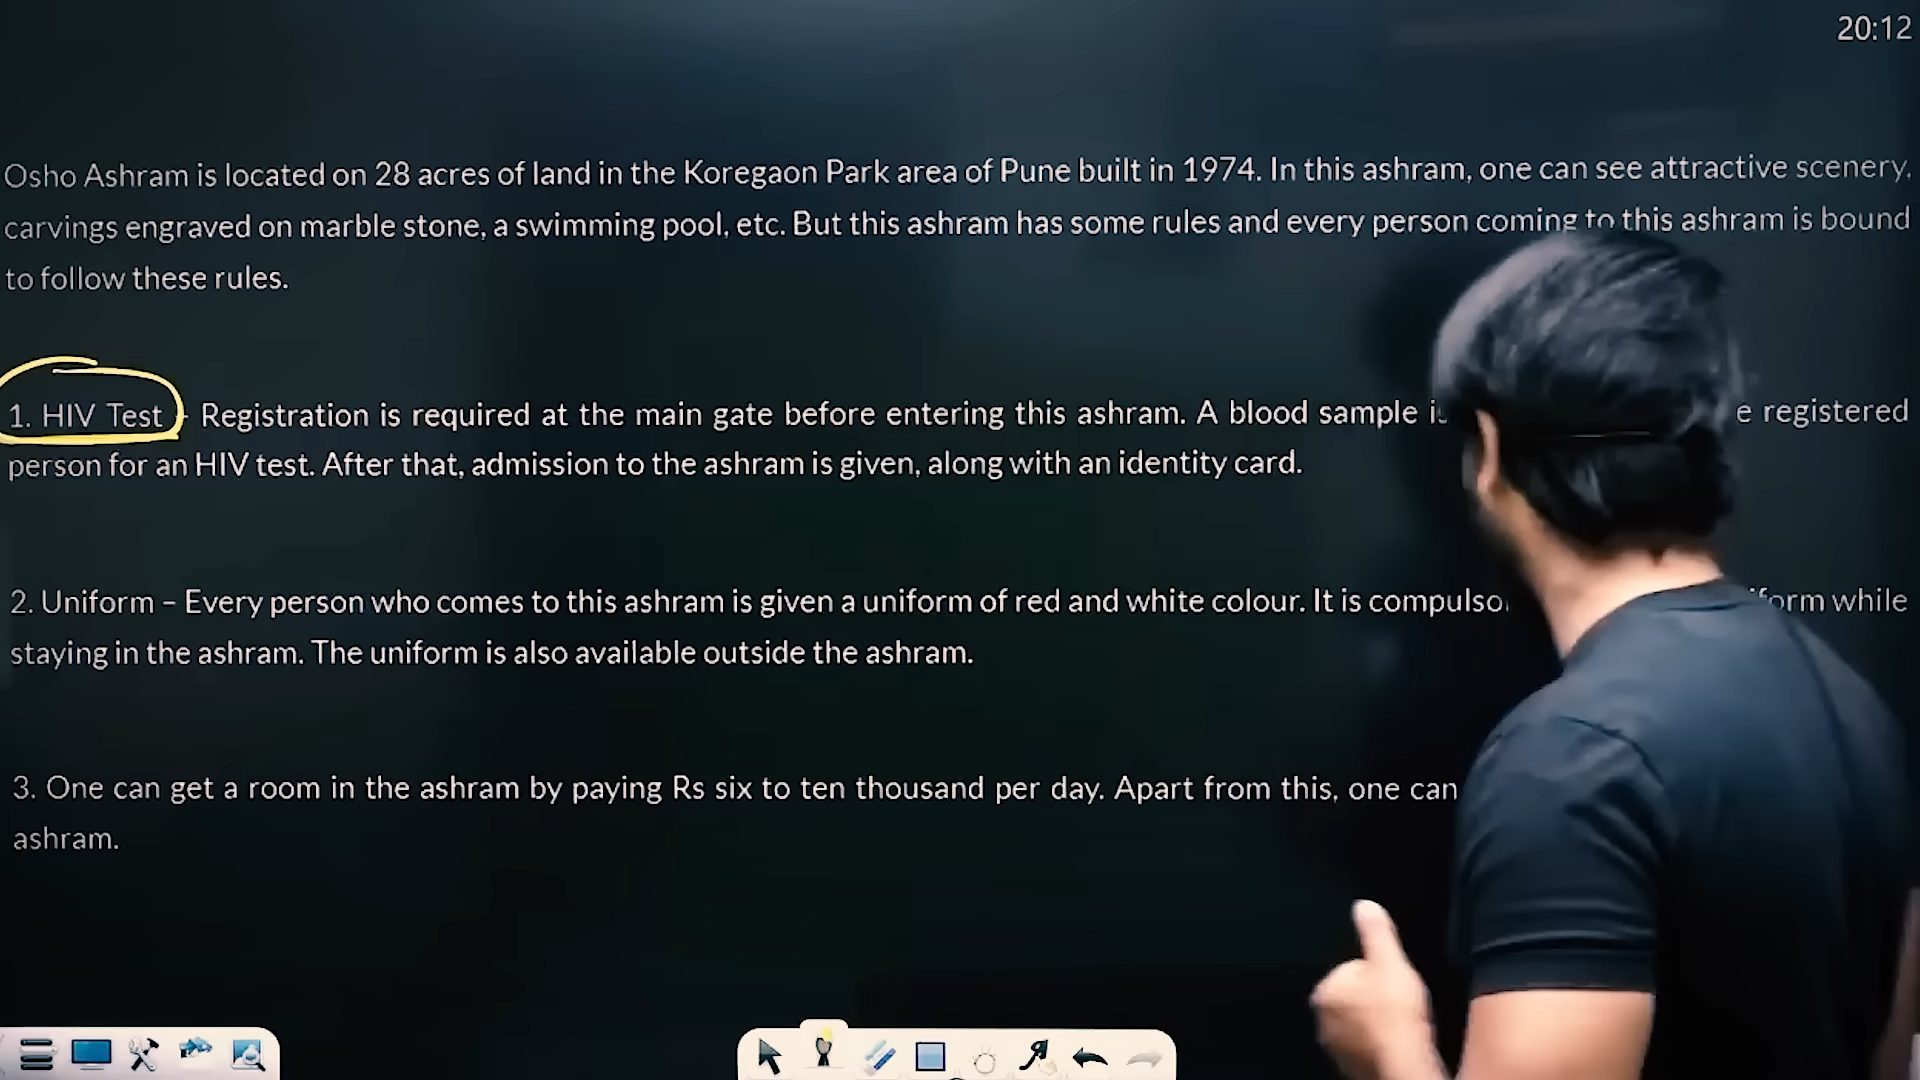 20:12
Osho Ashram is located on 28 acres of land in the Koregaon Park area of Pune built in 1974. In this ashram, one can see attractive scenery,
carvings engraved on marble stone, a swimming pool, etc. But this ashram has some rules and every person coming to this ashram is bound
to follow these rules.
1. HIV Test - Registration is required at the main gate before entering this ashram. A blood sample registered
person for an HIV test. After that, admission to the ashram is given, along with an identity card.
2. Uniform – Every person who comes to this ashram is given a uniform of red and white colour. It is while
staying in the ashram. The uniform is also available outside the ashram.
3. One can get a room in the ashram by paying Rs six to ten thousand per day. Apart from this, one can
ashram.